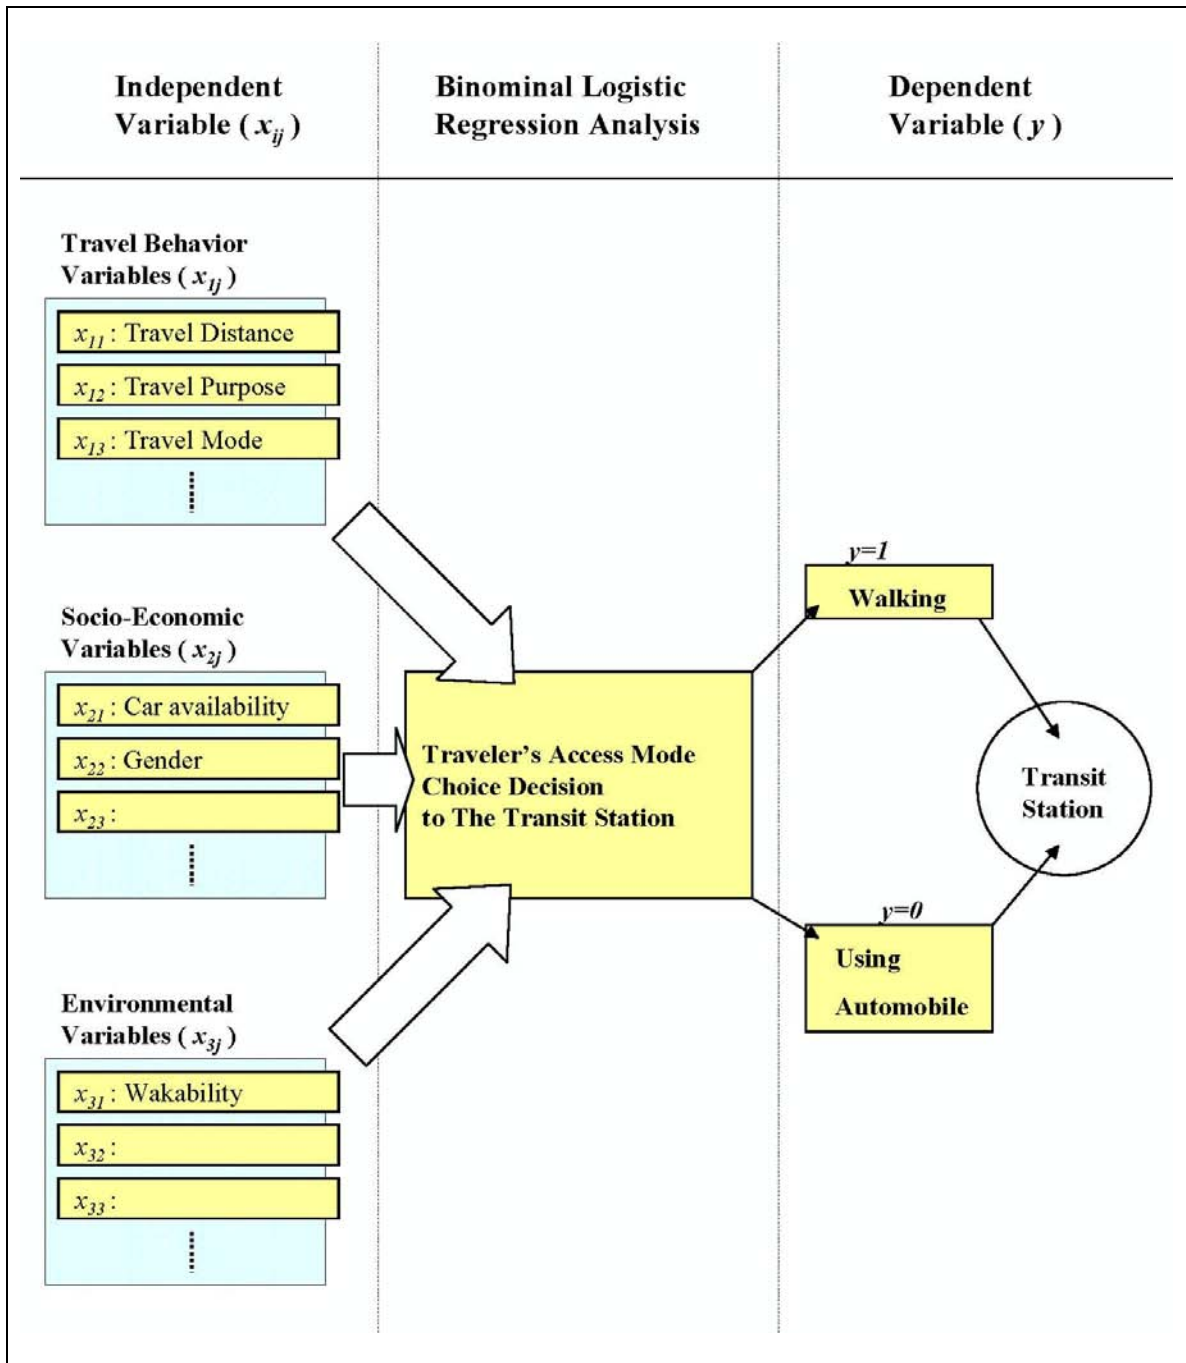 Independent
Variable ( xij )
Binominal Logistic
Regression Analysis
Dependent
Variable ( y )
Travel Behavior
Variables ( x1j )
x11 : Travel Distance
x12 : Travel Purpose
x13 : Travel Mode
Socio-Economic
Variables ( x2j )
x21 : Car availability
x22 : Gender
x23 :
Environmental
Variables ( x3j )
x31 : Wakability
x32 :
x33 :
Traveler's Access Mode
Choice Decision
to The Transit Station
y=1
Walking
y=0
Using
Automobile
Transit
Station